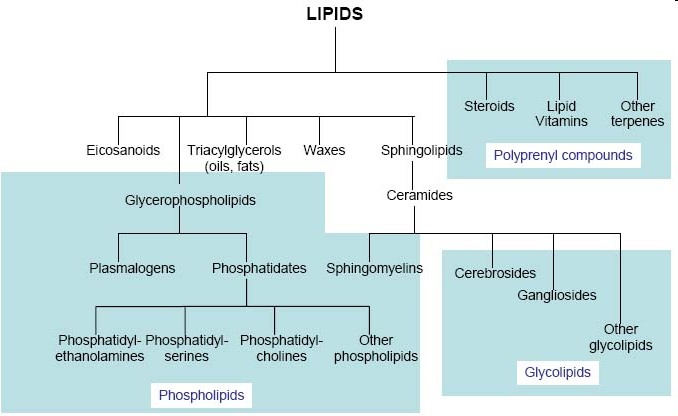 LIPIDS
Steroids
Lipid
Vitamins
Other
terpenes
Polyprenyl compounds
Eicosanoids
Triacylglycerols
(oils, fats)
Waxes
Sphingolipids
Glycerophospholipids
Ceramides
Plasmalogens
Phosphatidates
Sphingomyelins
Cerebrosides
Gangliosides
Other
glycolipids
Glycolipids
Phosphatidyl-
ethanolamines
Phosphatidyl-
serines
Phosphatidyl-
cholines
Other
phospholipids
Phospholipids